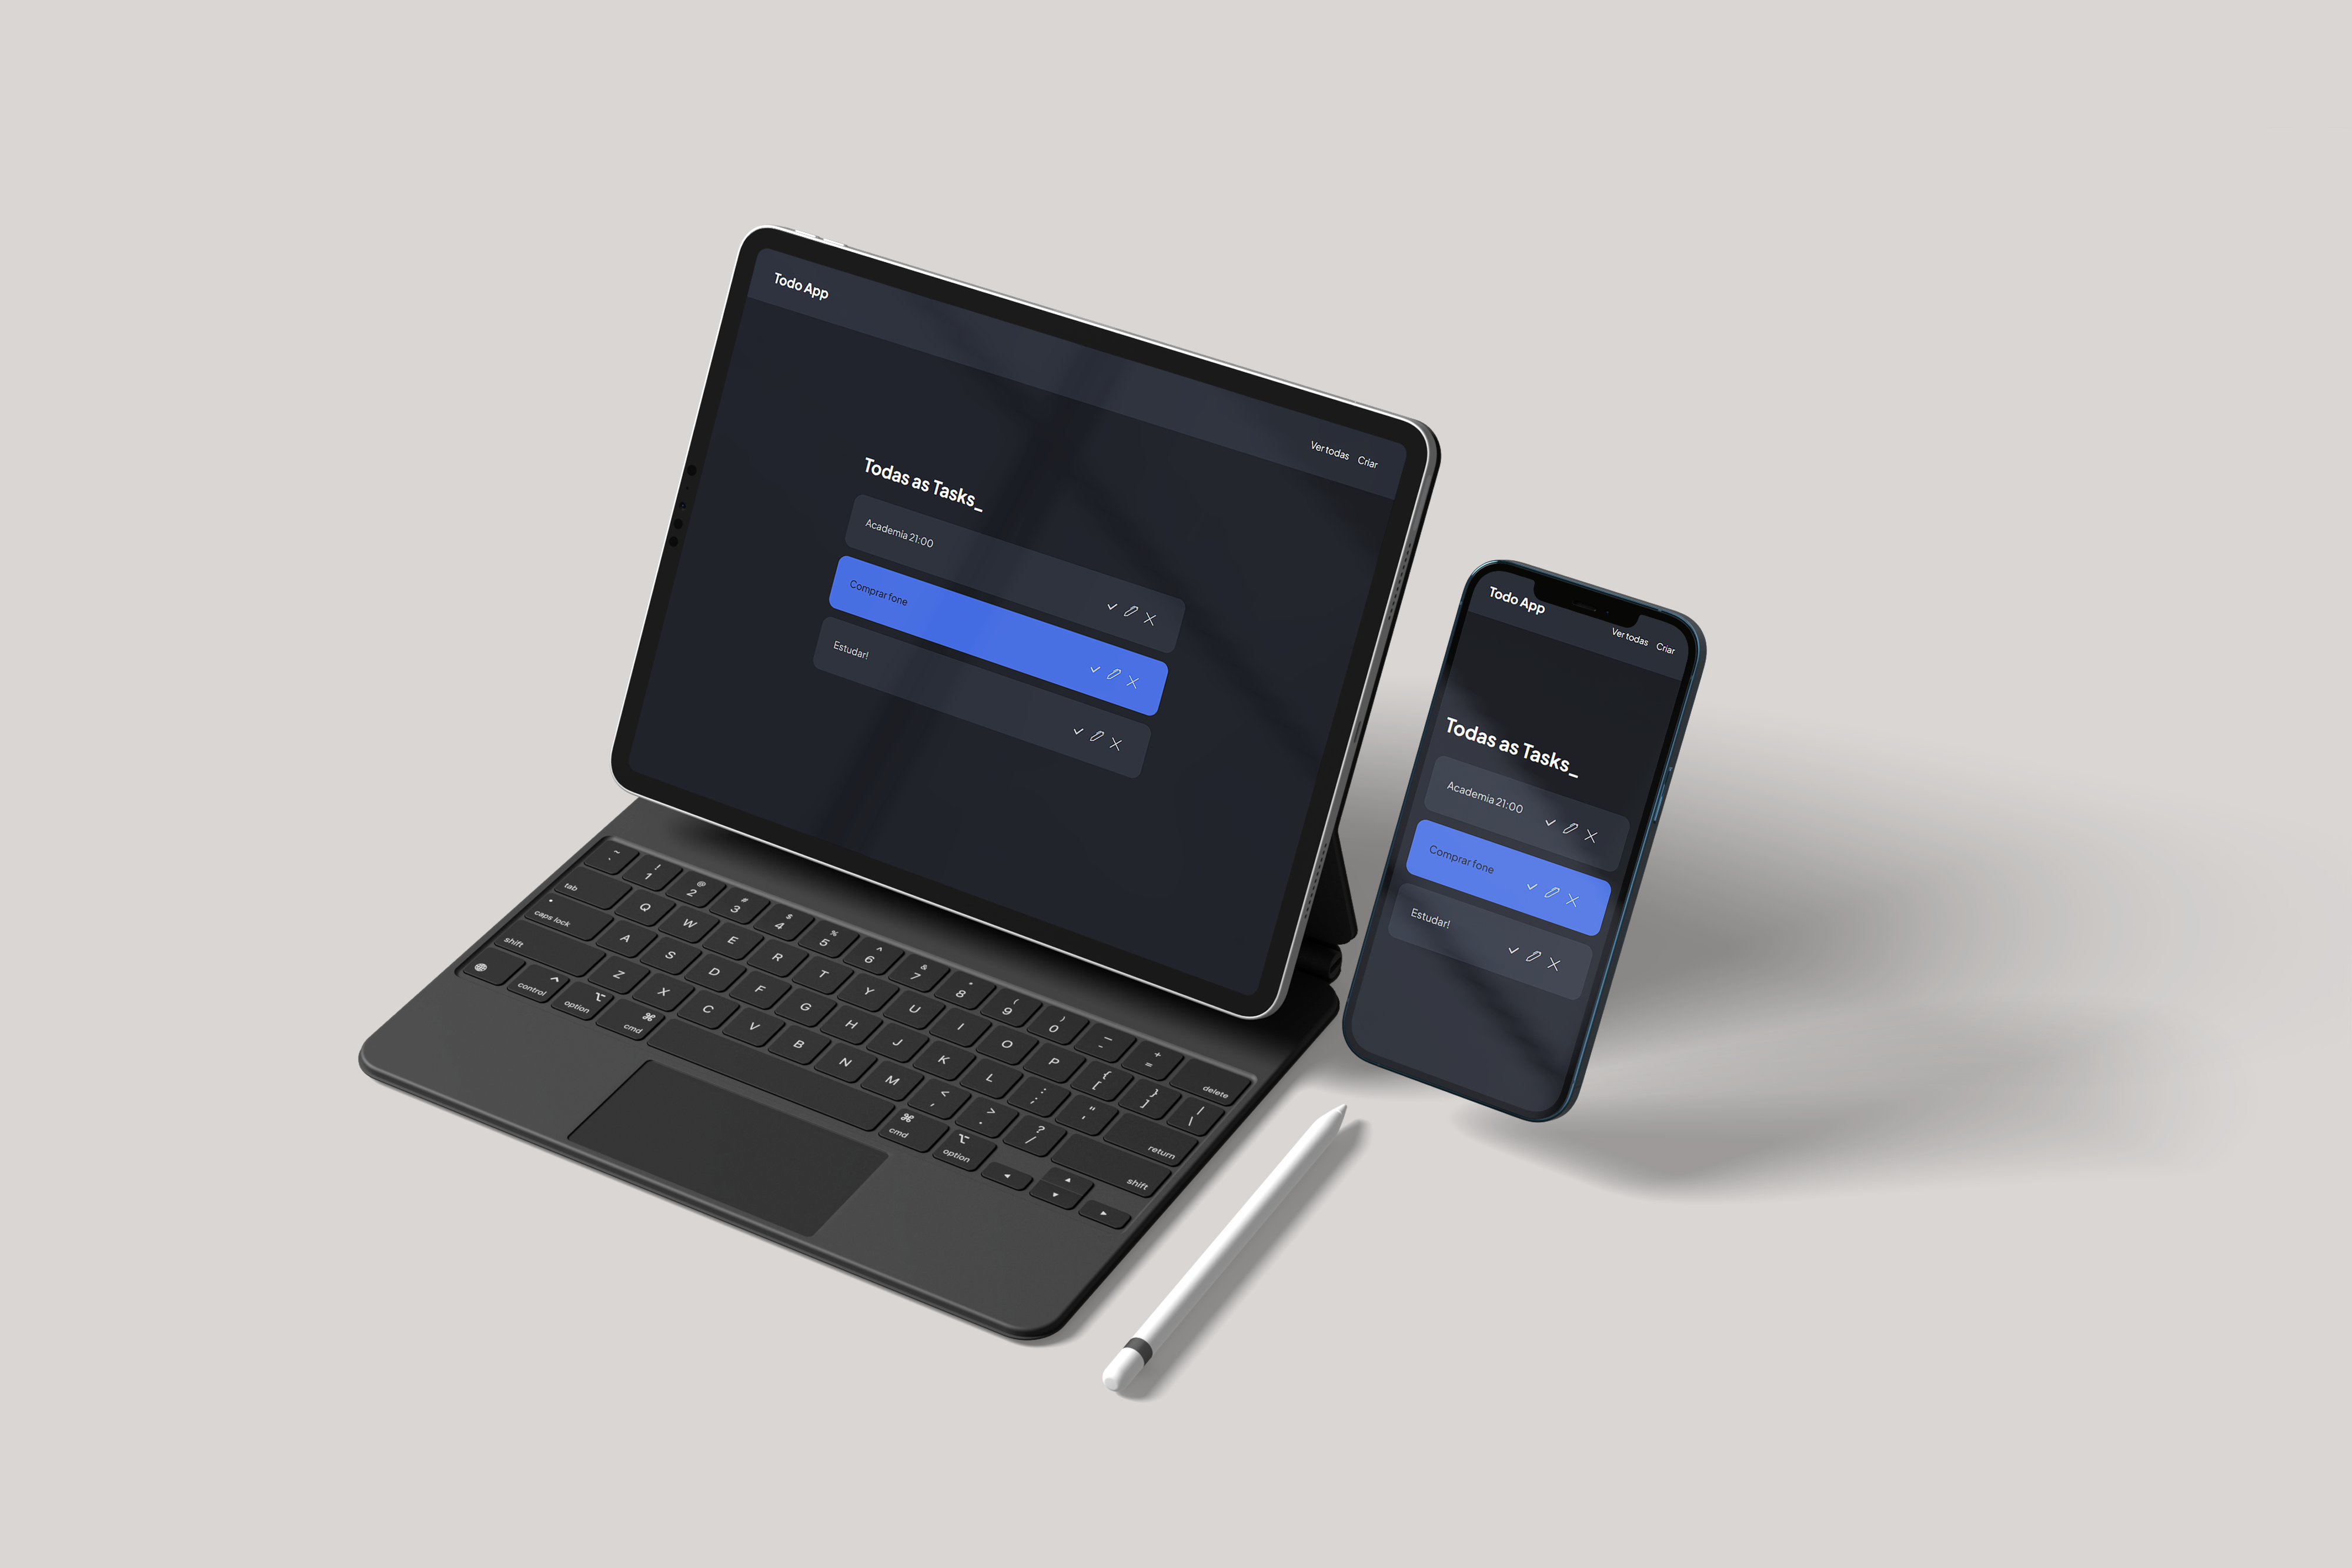 Todo App
Ver todas Criar
Todas as Tasks_
Academia 21:00
Comprar fone
Estudar!
Todo App
Ver todas Criar
Todas as Tasks_
Academia 21:00
Comprar fone
Estudar!
~ `
! 1 @ 2 # 3 $ 4 % 5 ^ 6 & 7 * 8 ( 9 ) 0 — - + = delete
tab Q W E R T Y U I O P { [ } ] | \
caps lock A S D F G H J K L : ; " ' return
shift Z X C V B N M < , > . ? / shift
control ^ option ⌥ cmd ⌘ ⌘ cmd ⌥ option ◄ ▲ ▼ ►